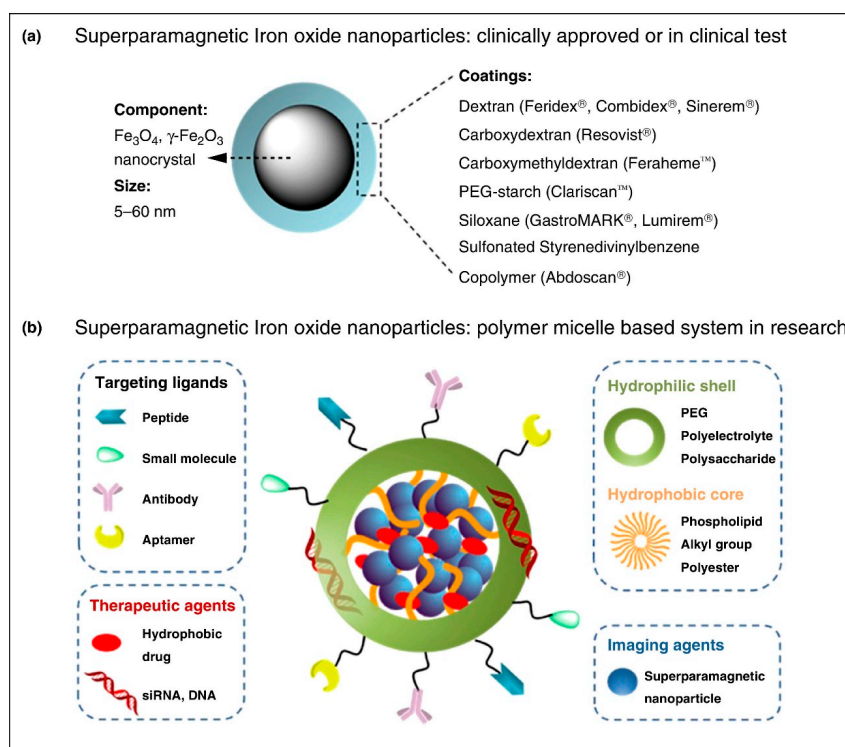 (a) Superparamagnetic Iron oxide nanoparticles: clinically approved or in clinical test
Component:
Fe₃O₄, γ-Fe₂O₃
nanocrystal
Size:
5–60 nm
Coatings:
Dextran (Feridex®, Combidex®, Sinerem®)
Carboxydextran (Resovist®)
Carboxymethyldextran (Feraheme™)
PEG-starch (Clariscan™)
Siloxane (GastroMARK®, Lumirem®)
Sulfonated Styrenedivinylbenzene
Copolymer (Abdoscan®)
(b) Superparamagnetic Iron oxide nanoparticles: polymer micelle based system in research
Targeting ligands
Peptide
Small molecule
Antibody
Aptamer
Therapeutic agents
Hydrophobic
drug
siRNA, DNA
Hydrophilic shell
PEG
Polyelectrolyte
Polysaccharide
Hydrophobic core
Phospholipid
Alkyl group
Polyester
Imaging agents
Superparamagnetic
nanoparticle